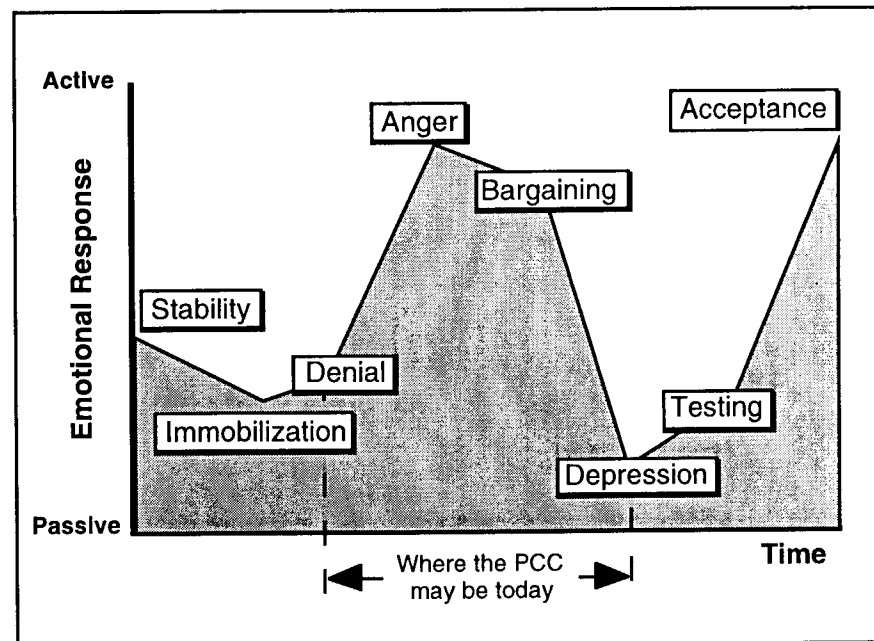 Active
Emotional Response
Passive
Stability
Immobilization
Denial
Anger
Bargaining
Depression
Testing
Acceptance
Time
Where the PCC
may be today